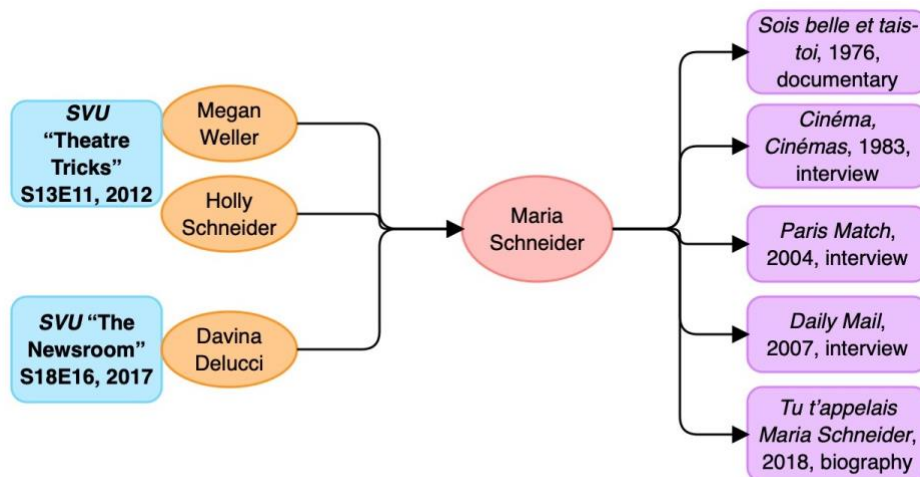 SVU
“Theatre
Tricks”
S13E11, 2012
Megan
Weller
Holly
Schneider
SVU “The
Newsroom”
S18E16, 2017
Davina
Delucci
Maria
Schneider
Sois belle et tais-
toi, 1976,
documentary
Cinéma,
Cinémas, 1983,
interview
Paris Match,
2004, interview
Daily Mail,
2007, interview
Tu t’appelais
Maria Schneider,
2018, biography